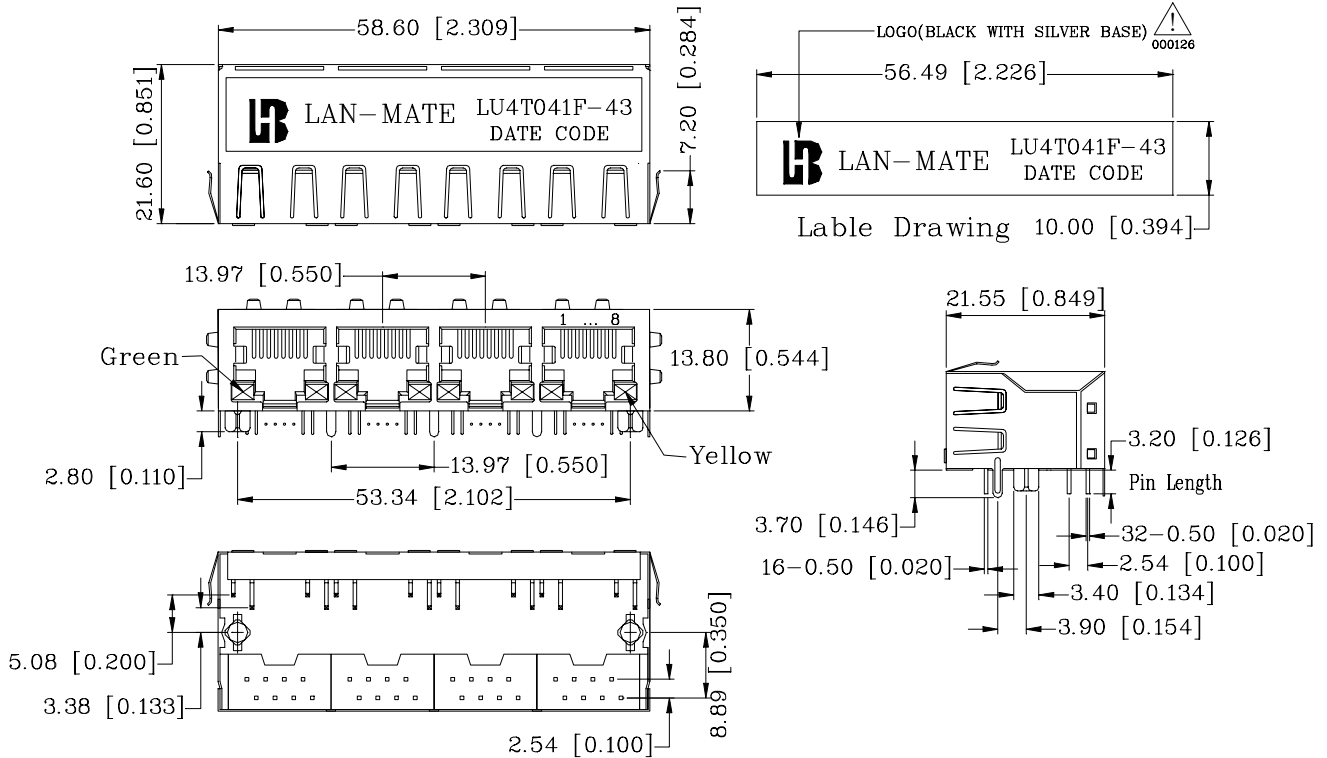 58.60 [2.309]
21.60 [0.851]
7.20 [0.284]
LAN-MATE
LU4T041F-43
DATE CODE
LOGO(BLACK WITH SILVER BASE)
!
000126
56.49 [2.226]
LAN-MATE
LU4T041F-43
DATE CODE
Lable Drawing
10.00 [0.394]
13.97 [0.550]
1 ... 8
13.80 [0.544]
Green
Yellow
2.80 [0.110]
13.97 [0.550]
53.34 [2.102]
21.55 [0.849]
3.20 [0.126]
Pin Length
3.70 [0.146]
32-0.50 [0.020]
16-0.50 [0.020]
2.54 [0.100]
3.40 [0.134]
3.90 [0.154]
5.08 [0.200]
3.38 [0.133]
8.89 [0.350]
2.54 [0.100]